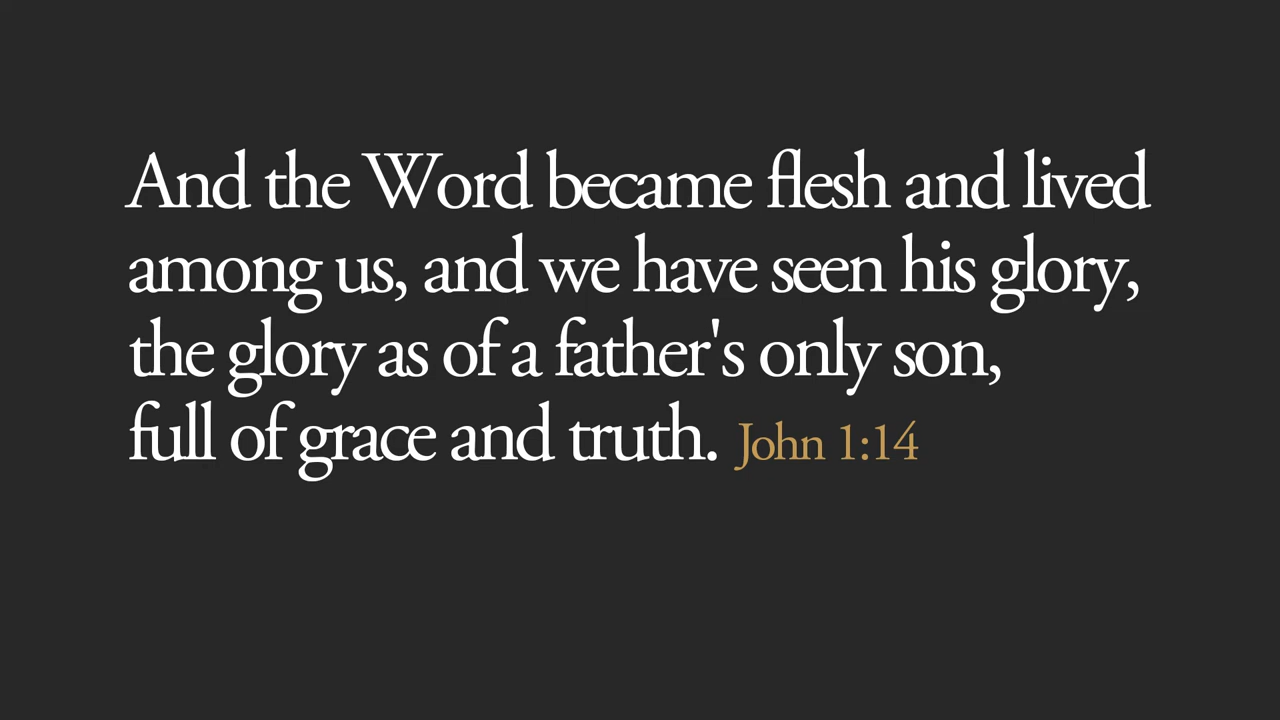 And the Word became flesh and lived
among us, and we have seen his glory,
the glory as of a father's only son,
full of grace and truth. John 1:14